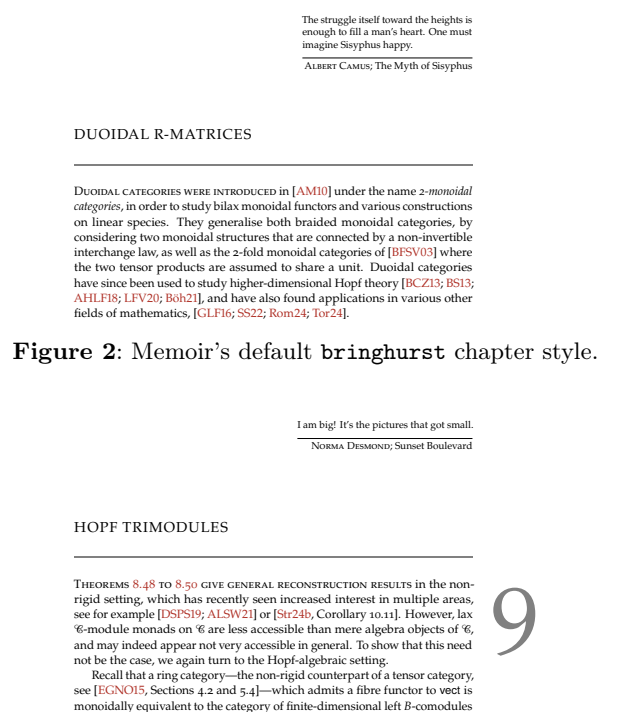 The struggle itself toward the heights is
enough to fill a man's heart. One must
imagine Sisyphus happy.
Albert Camus; The Myth of Sisyphus
DUOIDAL R-MATRICES
Duoidal categories were introduced in [AM10] under the name 2-monoidal
categories, in order to study bilax monoidal functors and various constructions
on linear species. They generalise both braided monoidal categories, by
considering two monoidal structures that are connected by a non-invertible
interchange law, as well as the 2-fold monoidal categories of [BFSV03] where
the two tensor products are assumed to share a unit. Duoidal categories
have since been used to study higher-dimensional Hopf theory [BCZ13; BS13;
AHLF18; LFV20; Böh21], and have also found applications in various other
fields of mathematics, [GLF16; SS22; Rom24; Tor24].
Figure 2: Memoir's default bringhurst chapter style.
I am big! It's the pictures that got small.
Norma Desmond; Sunset Boulevard
HOPF TRIMODULES
9
Theorems 8.48 to 8.50 give general reconstruction results in the non-
rigid setting, which has recently seen increased interest in multiple areas,
see for example [DSPS19; ALSW21] or [Str24b, Corollary 10.11]. However, lax
𝒞-module monads on 𝒞 are less accessible than mere algebra objects of 𝒞,
and may indeed appear not very accessible in general. To show that this need
not be the case, we again turn to the Hopf-algebraic setting.
Recall that a ring category—the non-rigid counterpart of a tensor category,
see [EGNO15, Sections 4.2 and 5.4]—which admits a fibre functor to vect is
monoidally equivalent to the category of finite-dimensional left B-comodules